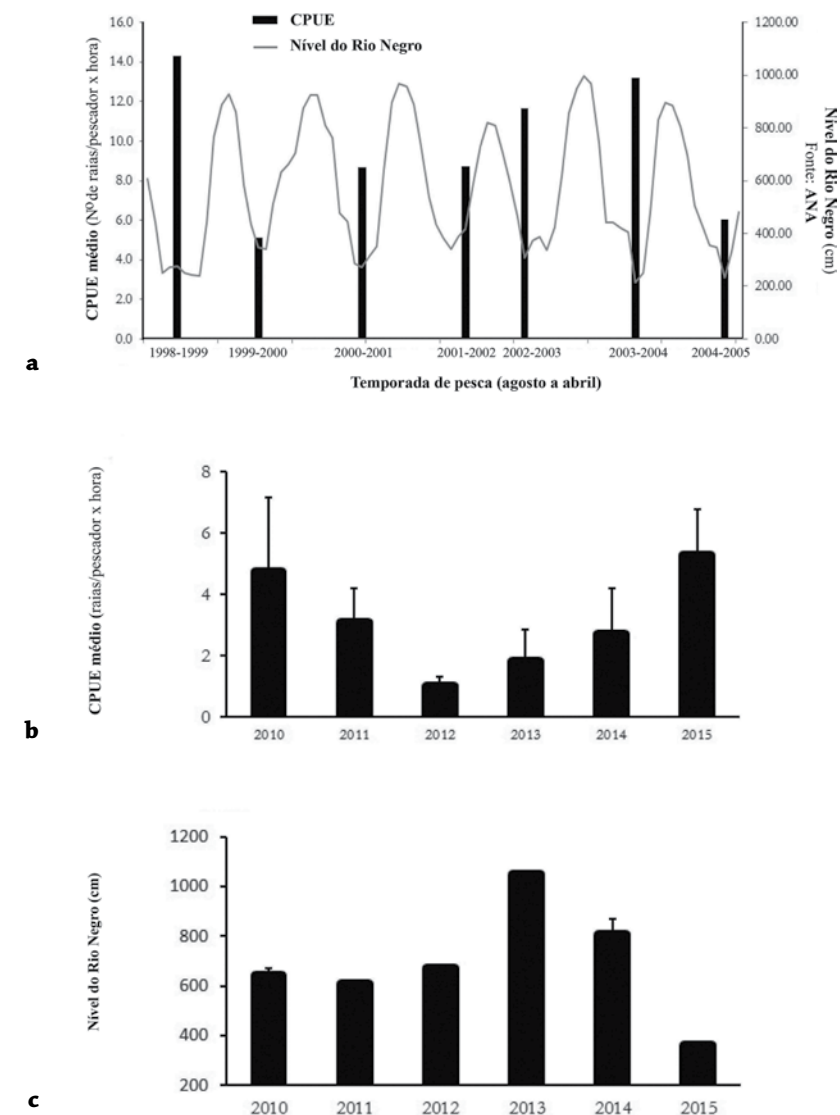 CPUE
Nível do Rio Negro
CPUE médio (Nº de raias/pescador x hora)
16.0
14.0
12.0
10.0
8.0
6.0
4.0
2.0
0.0
1200.00
1000.00
800.00
600.00
400.00
200.00
0.00
Nível do Rio Negro (cm)
Fonte: ANA
1998-1999 1999-2000 2000-2001 2001-2002 2002-2003 2003-2004 2004-2005
Temporada de pesca (agosto a abril)
a
CPUE médio (raias/pescador x hora)
8
6
4
2
0
2010 2011 2012 2013 2014 2015
b
Nível do Rio Negro (cm)
1200
1000
800
600
400
200
2010 2011 2012 2013 2014 2015
c